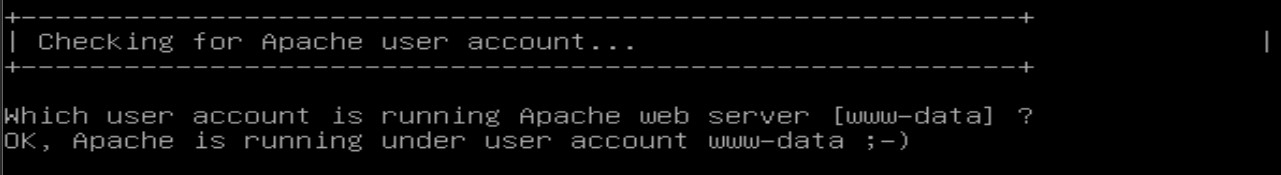 +----------------------------------------------------------+
| Checking for Apache user account... |
+----------------------------------------------------------+
Which user account is running Apache web server [www-data] ?
OK, Apache is running under user account www-data ;-)